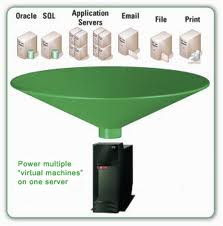 Oracle SQL Application Servers Email File Print
Power multiple
"virtual machines"
on one server